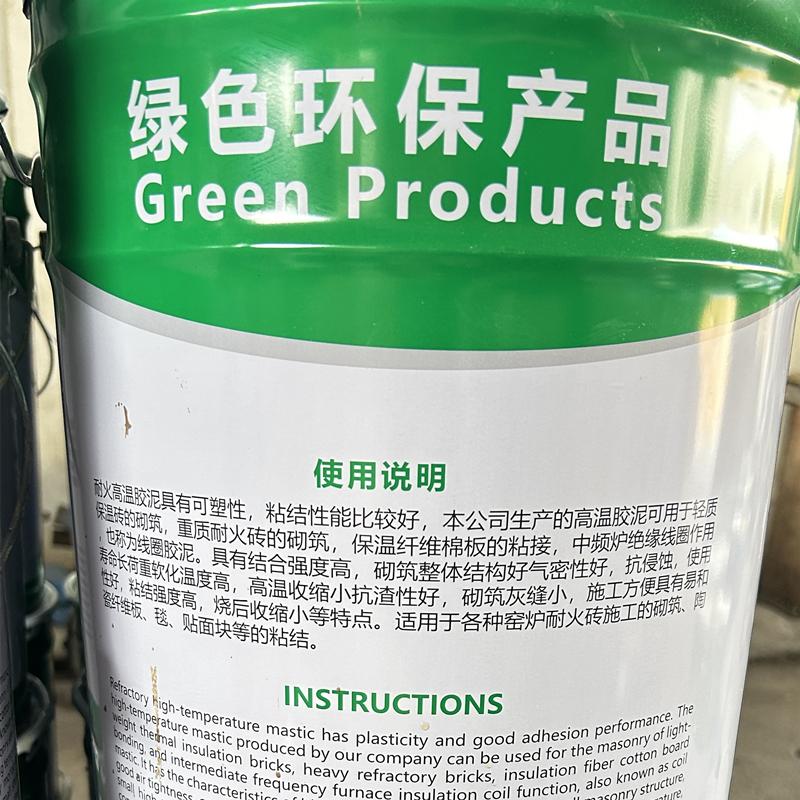 绿色环保产品
Green Products
使用说明
耐火高温胶泥具有可塑性，粘结性能比较好，本公司生产的高温胶泥可用于轻质
保温砖的砌筑，重质耐火砖的砌筑，保温纤维棉板的粘接，中频炉绝缘线圈作用
，也称为线圈胶泥。具有结合强度高，砌筑整体结构好气密性好，抗侵蚀，使用
寿命长荷重软化温度高，高温收缩小抗渣性好，砌筑灰缝小，施工方便具有易和
性好，粘结强度高，烧后收缩小等特点。适用于各种窑炉耐火砖施工的砌筑、陶
瓷纤维板、毯、贴面块等的粘结。
INSTRUCTIONS
Refractory high-temperature mastic has plasticity and good adhesion performance. The
high-temperature mastic produced by our company can be used for the masonry of light-
weight thermal insulation bricks, heavy refractory bricks, insulation fiber cotton board
bonding, and intermediate frequency furnace insulation coil function, also known as coil
mastic. It has the characteristics of masonry structure,
good air tightness,
small high